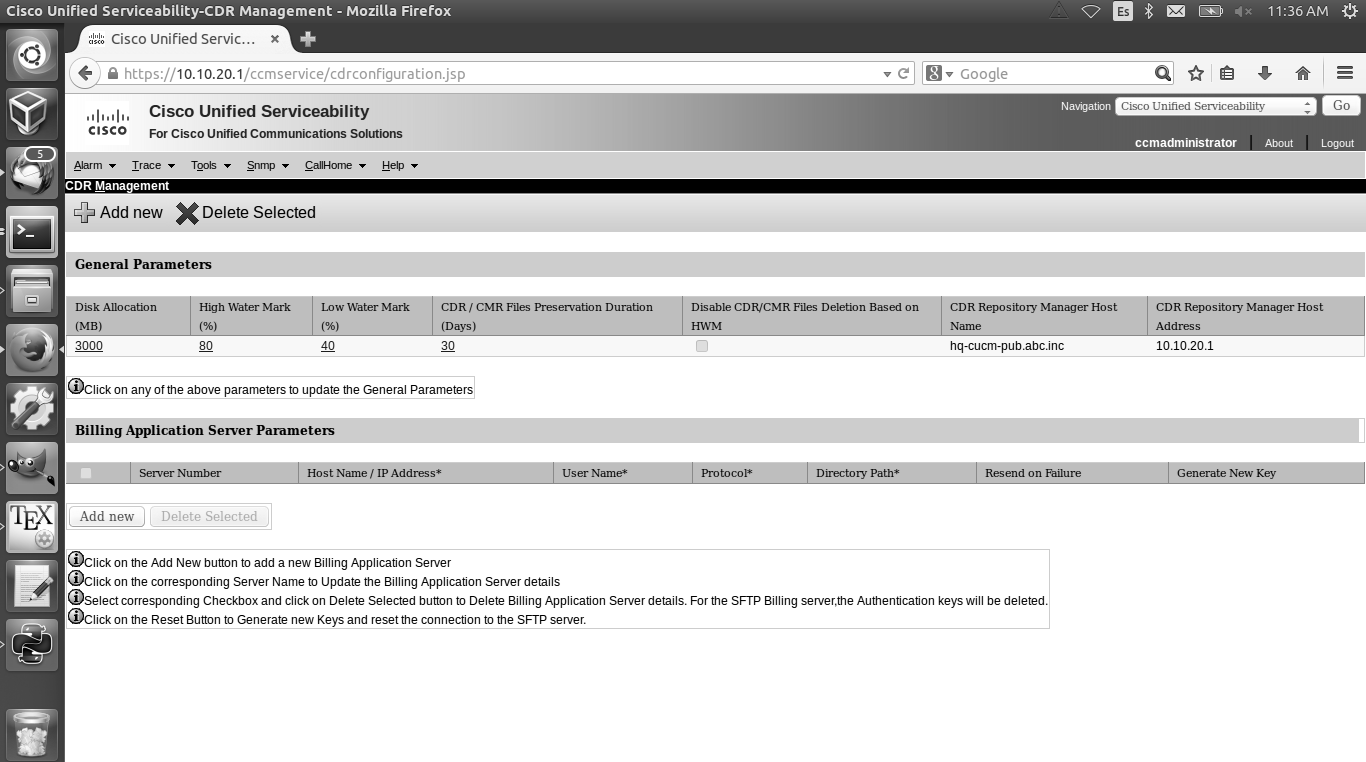 Cisco Unified Serviceability-CDR Management - Mozilla Firefox
Es
11:36 AM
Cisco Unified Servic...
https://10.10.20.1/ccmservice/cdrconfiguration.jsp
8
Google
cisco
Cisco Unified Serviceability
For Cisco Unified Communications Solutions
Navigation
Cisco Unified Serviceability
Go
ccmadministrator
About
Logout
Alarm
Trace
Tools
Snmp
CallHome
Help
CDR Management
Add new
Delete Selected
General Parameters
Disk Allocation
(MB)
High Water Mark
(%)
Low Water Mark
(%)
CDR / CMR Files Preservation Duration
(Days)
Disable CDR/CMR Files Deletion Based on
HWM
CDR Repository Manager Host
Name
CDR Repository Manager Host
Address
3000
80
40
30
hq-cucm-pub.abc.inc
10.10.20.1
Click on any of the above parameters to update the General Parameters
Billing Application Server Parameters
Server Number
Host Name / IP Address*
User Name*
Protocol*
Directory Path*
Resend on Failure
Generate New Key
Add new
Delete Selected
Click on the Add New button to add a new Billing Application Server
Click on the corresponding Server Name to Update the Billing Application Server details
Select corresponding Checkbox and click on Delete Selected button to Delete Billing Application Server details. For the SFTP Billing server,the Authentication keys will be deleted.
Click on the Reset Button to Generate new Keys and reset the connection to the SFTP server.
5
>_
TEX